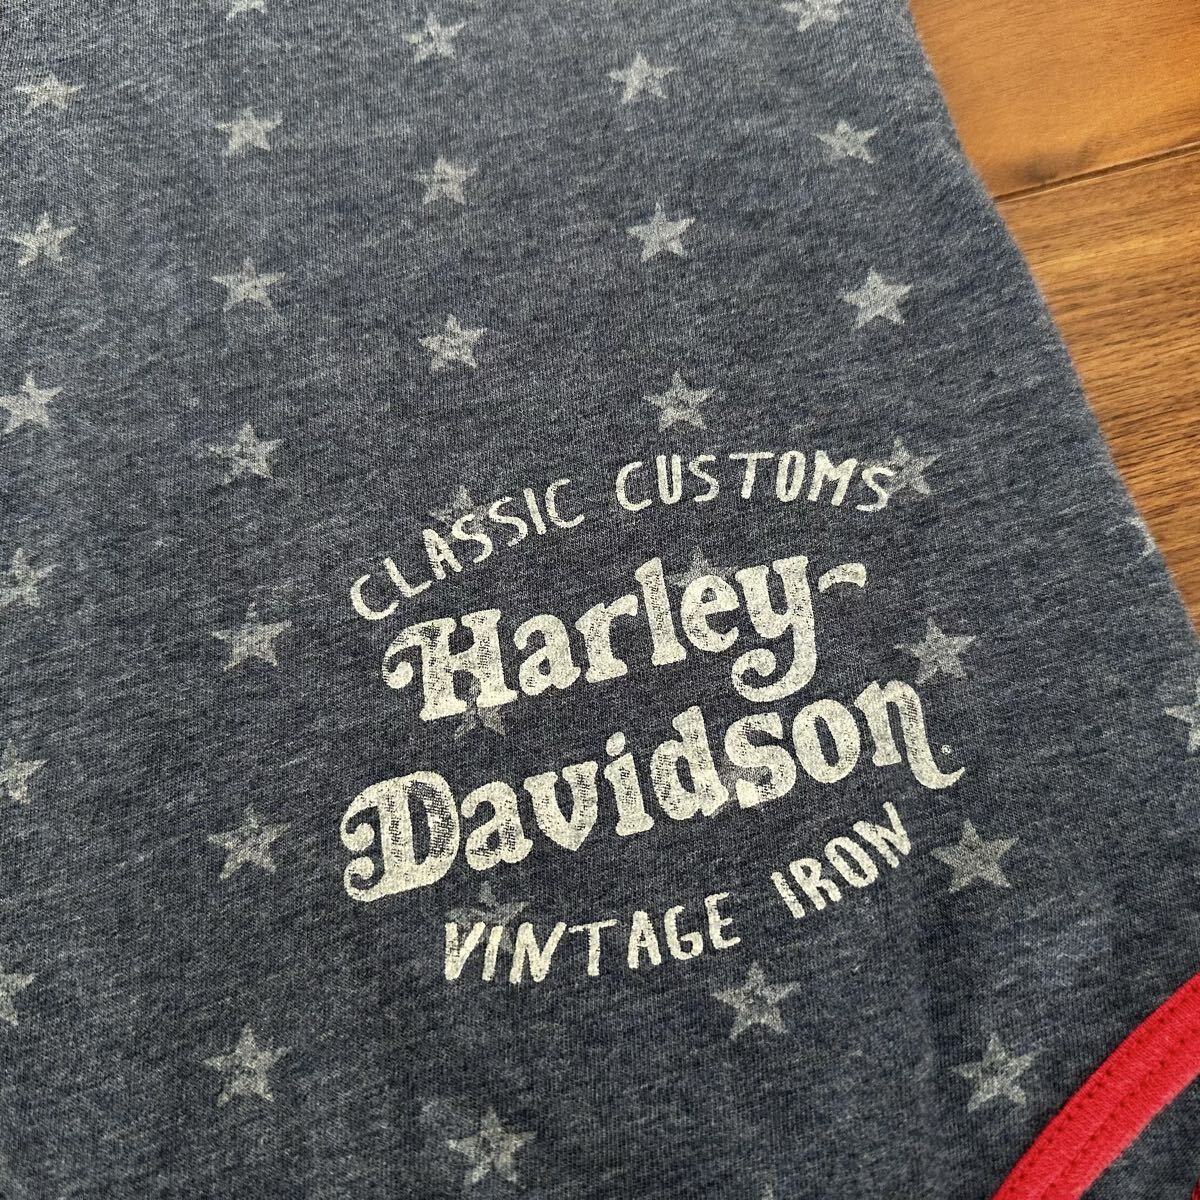 CLASSIC CUSTOMS
Harley-
Davidson
VINTAGE IRON